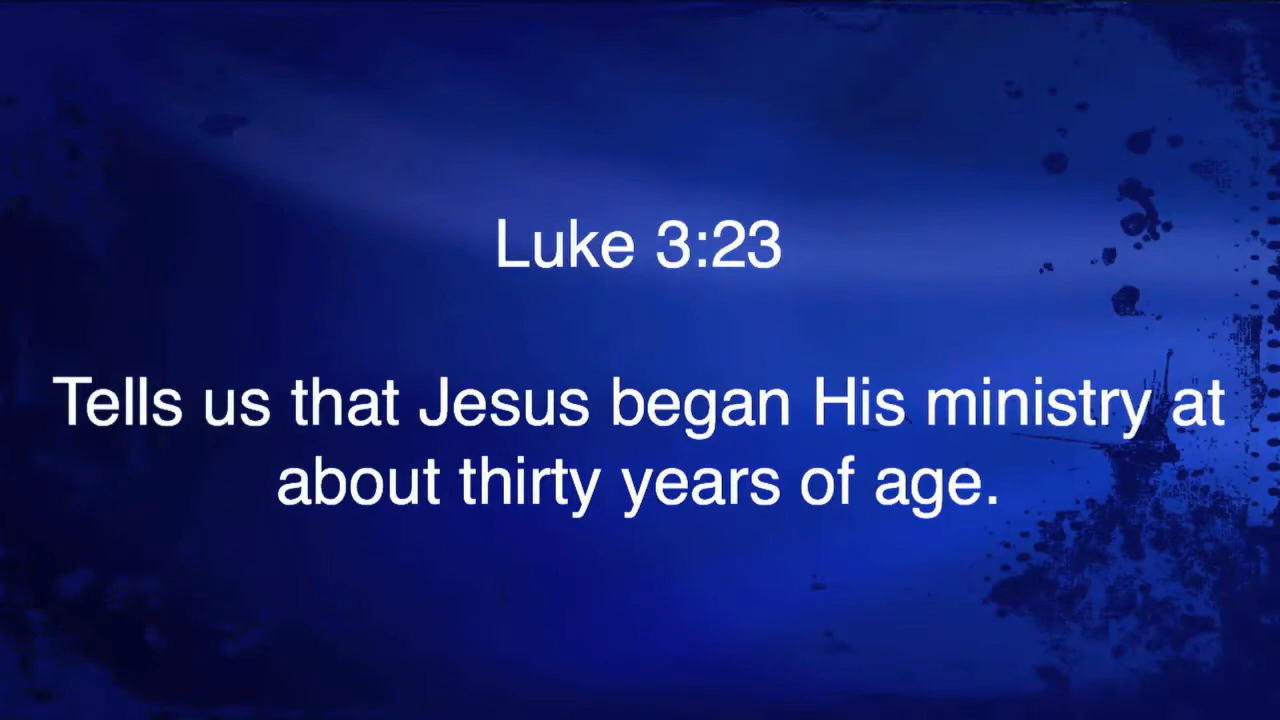 Luke 3:23
Tells us that Jesus began His ministry at
about thirty years of age.